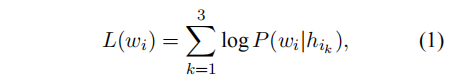 L(w_i) = \sum_{k=1}^{3} \log P(w_i | h_{i_k}), (1)